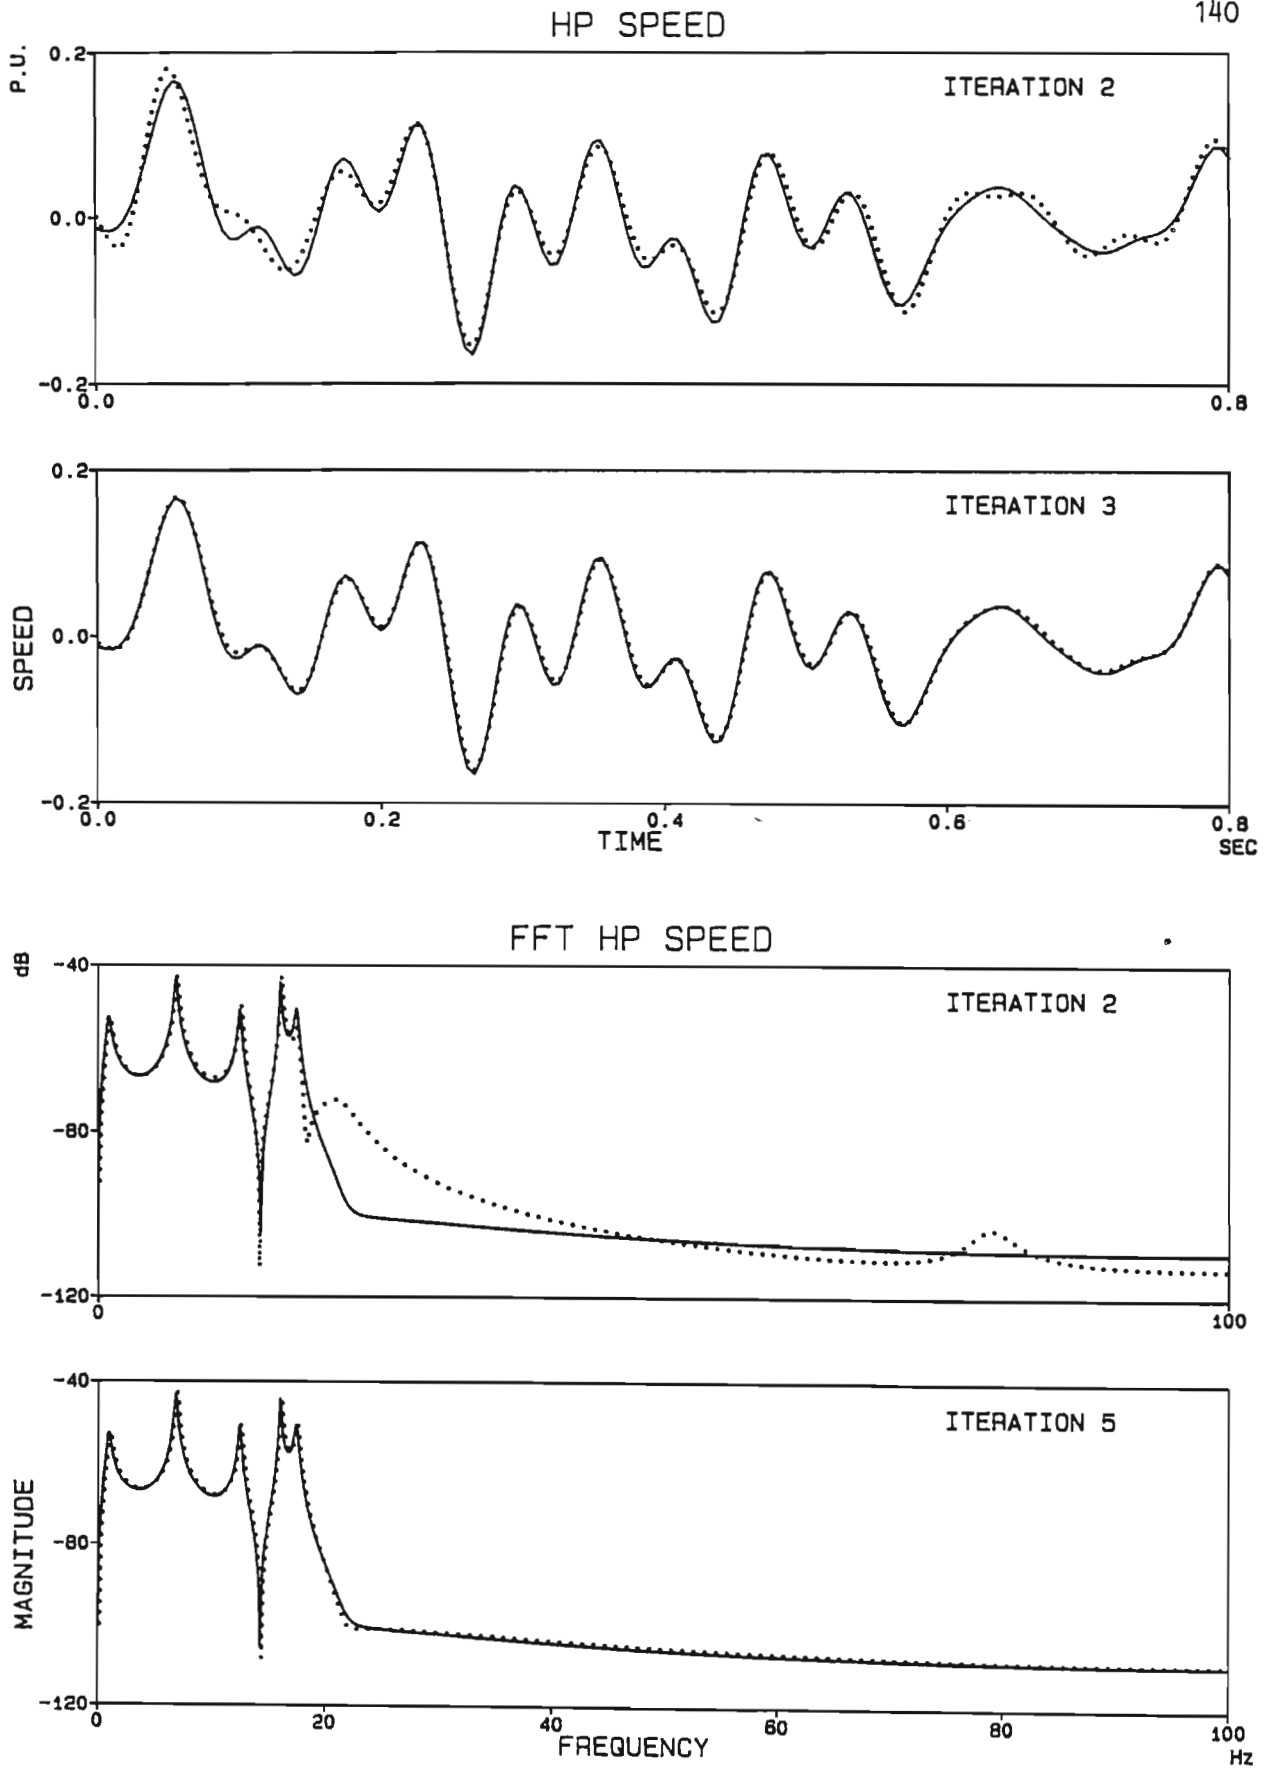 140
HP SPEED
P.U.
0.2
ITERATION 2
0.0
-0.2
0.0
0.8
0.2
ITERATION 3
SPEED
0.0
-0.2
0.0
0.2
0.4
0.6
0.8
TIME
SEC
FFT HP SPEED
dB
-40
ITERATION 2
-80
-120
0
100
-40
ITERATION 5
MAGNITUDE
-80
-120
0
20
40
60
80
100
FREQUENCY
Hz